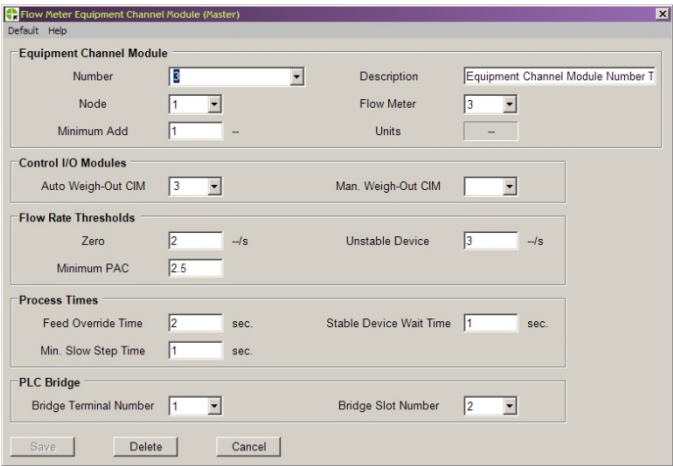 Flow Meter Equipment Channel Module (Master)
Default Help
Equipment Channel Module
Number 3 Description Equipment Channel Module Number T
Node 1 Flow Meter 3
Minimum Add 1 -- Units --
Control I/O Modules
Auto Weigh-Out CIM 3 Man. Weigh-Out CIM
Flow Rate Thresholds
Zero 2 --/s Unstable Device 3 --/s
Minimum PAC 2.5
Process Times
Feed Override Time 2 sec. Stable Device Wait Time 1 sec.
Min. Slow Step Time 1 sec.
PLC Bridge
Bridge Terminal Number 1 Bridge Slot Number 2
Save Delete Cancel